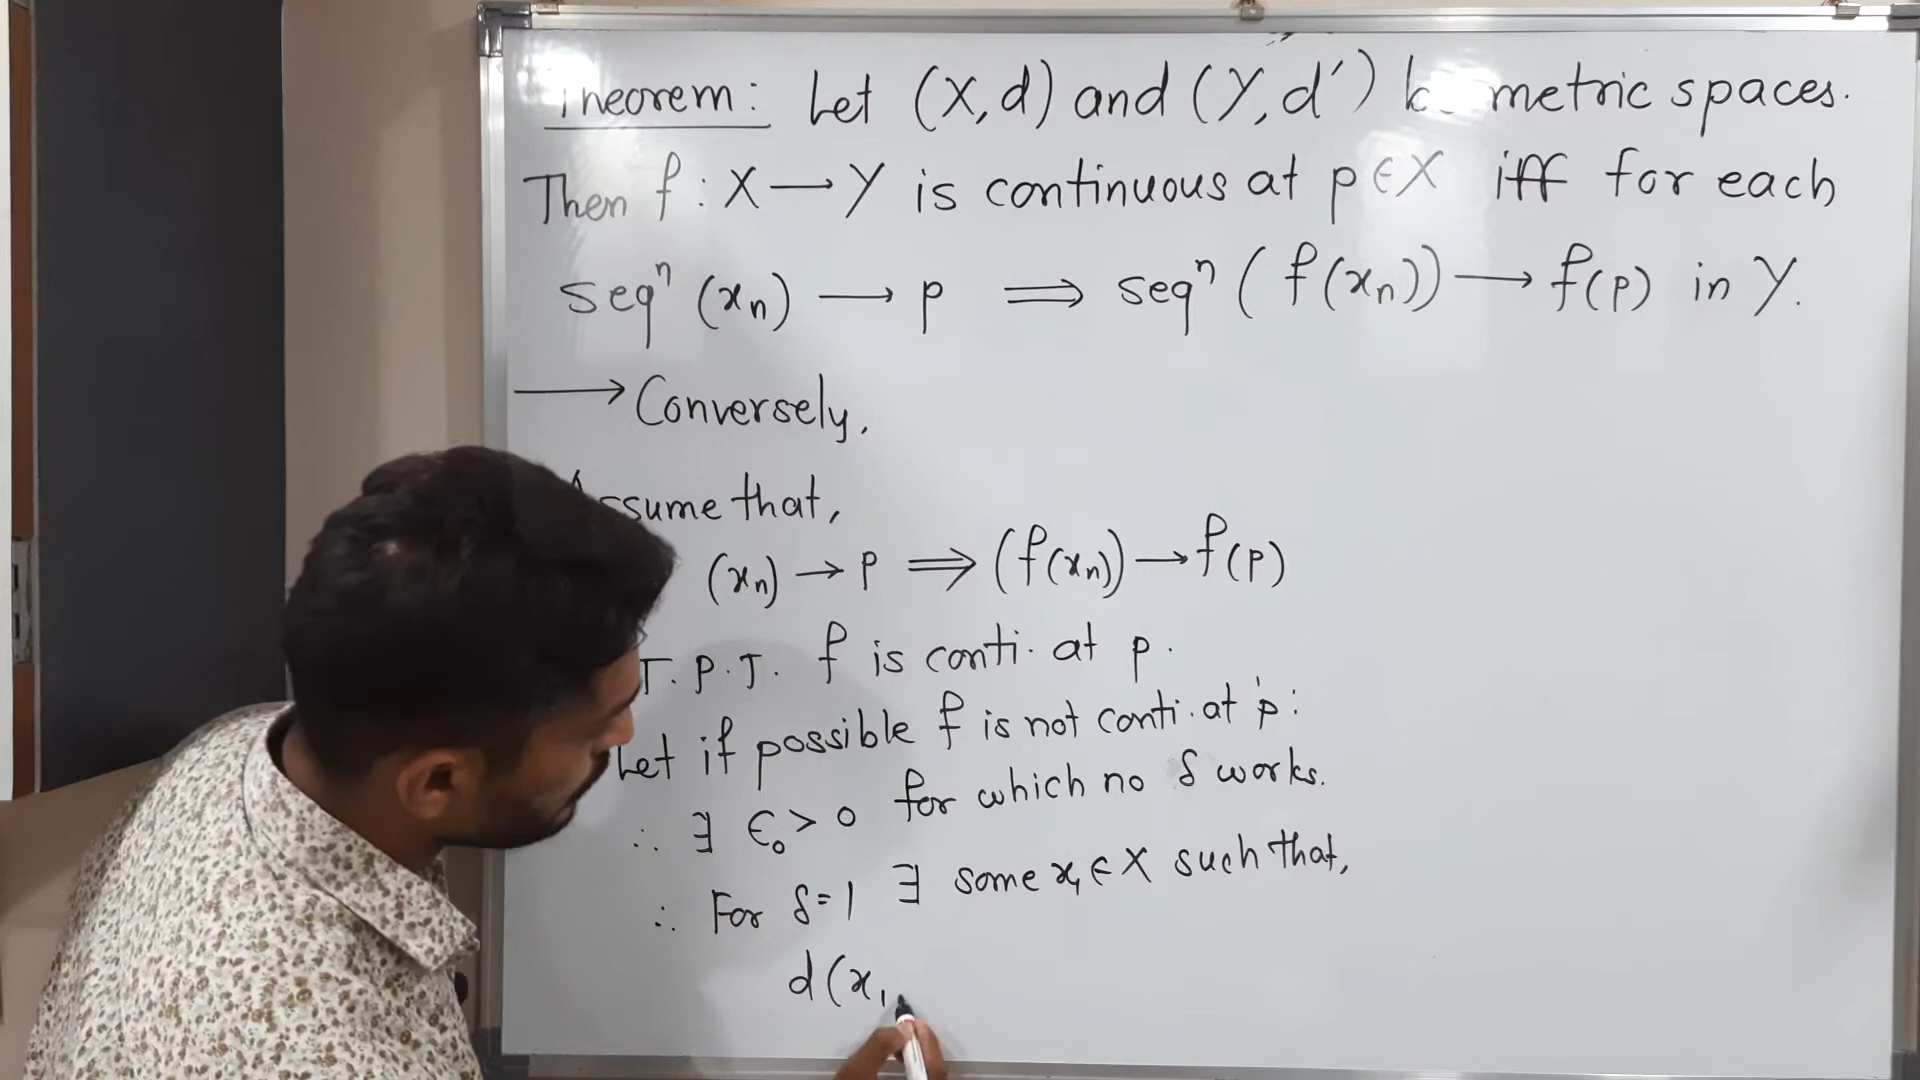 Theorem: Let (X, d) and (Y, d′) metric spaces.
Then f : X → Y is continuous at p ∈ X iff for each
seqⁿ (xₙ) → p ⟹ seqⁿ (f(xₙ)) → f(p) in Y.
→ Conversely,
Assume that,
(xₙ) → p ⟹ (f(xₙ)) → f(p)
T.P.T. f is conti. at p.
Let if possible f is not conti. at 'p:
∴ ∃ ϵ₀ > 0 for which no δ works.
∴ For δ=1 ∃ some x₁ ∈ X such that,
d(x₁